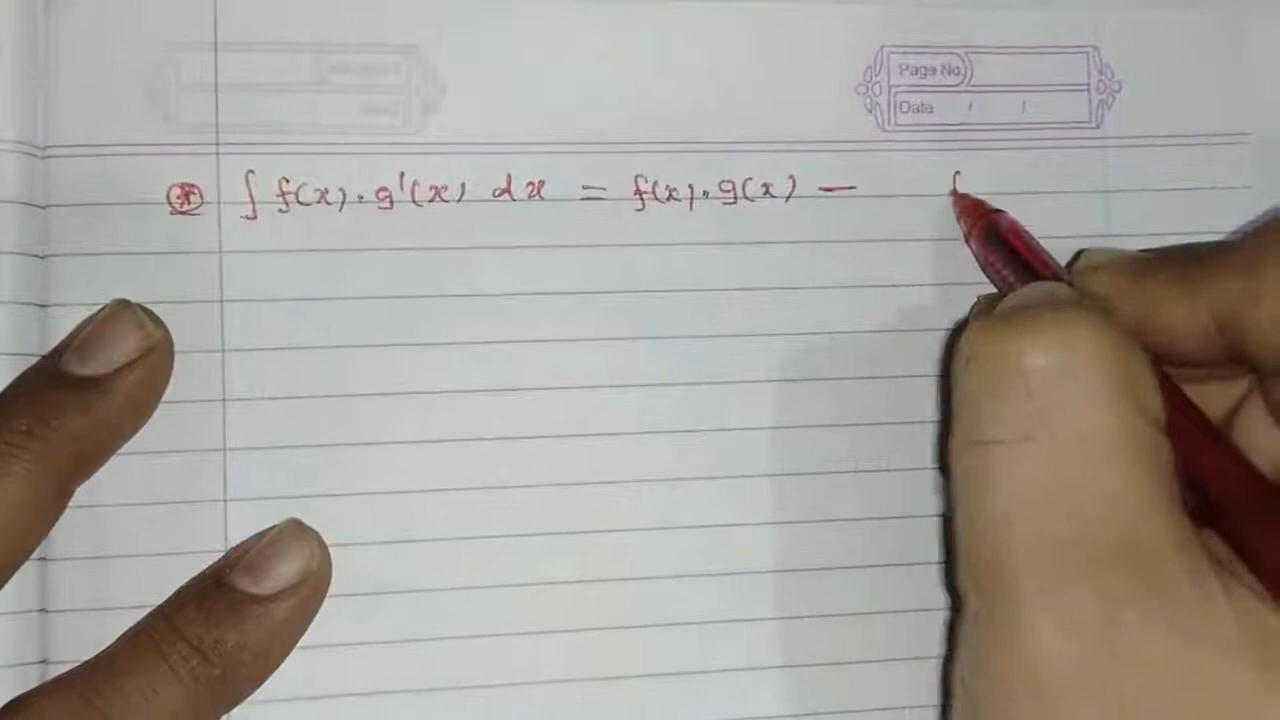 Page No.
Date / /
* ∫ f(x) . g'(x) dx = f(x) . g(x) —